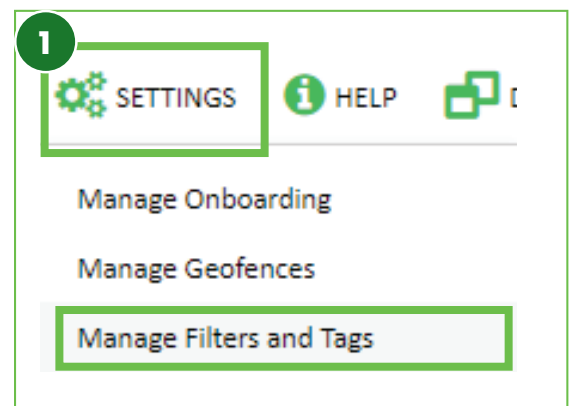 1
SETTINGS HELP
Manage Onboarding
Manage Geofences
Manage Filters and Tags